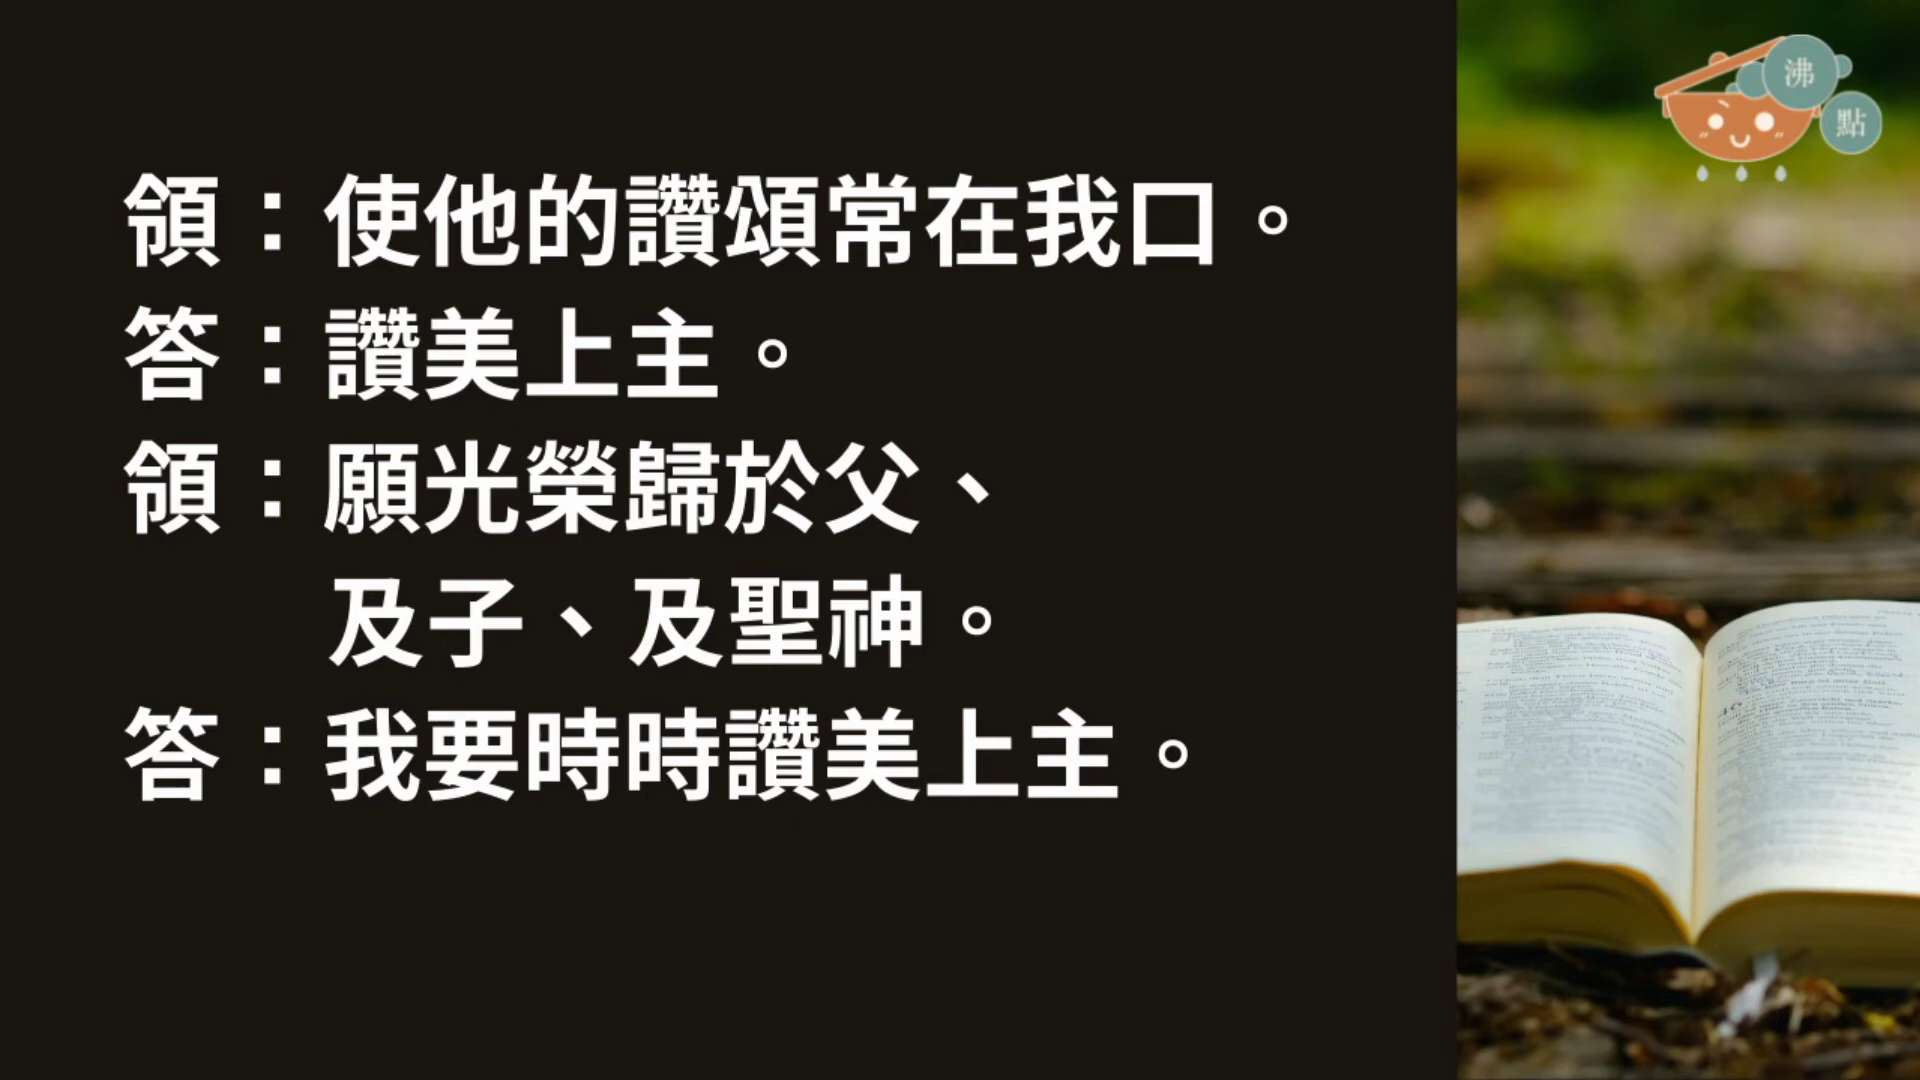 領：使他的讚頌常在我口。
答：讚美上主。
領：願光榮歸於父、
及子、及聖神。
答：我要時時讚美上主。
沸
點